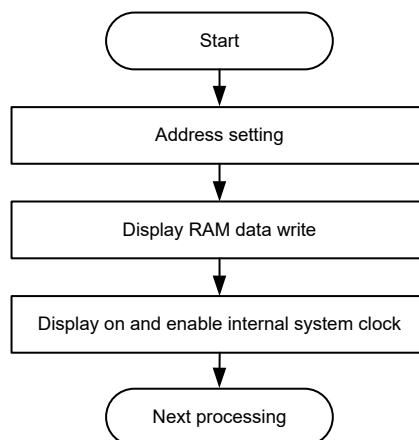 Start
Address setting
Display RAM data write
Display on and enable internal system clock
Next processing